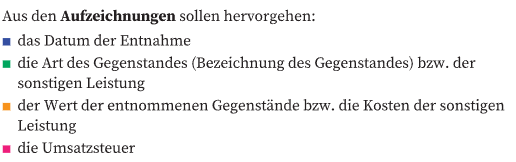 Aus den Aufzeichnungen sollen hervorgehen:
das Datum der Entnahme
die Art des Gegenstandes (Bezeichnung des Gegenstandes) bzw. der
sonstigen Leistung
der Wert der entnommenen Gegenstände bzw. die Kosten der sonstigen
Leistung
die Umsatzsteuer